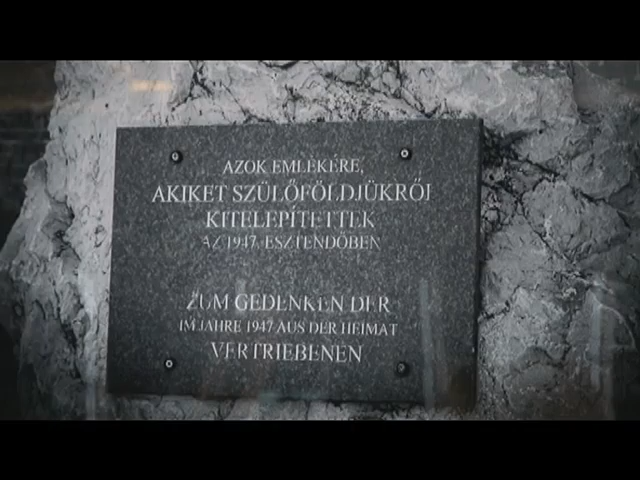 AZOK EMLÉKÉRE,
AKIKET SZÜLŐFÖLDJÜKRŐL
KITELEPÍTETTEK
AZ 1947. ESZTENDŐBEN
ZUM GEDENKEN DER
IM JAHRE 1947 AUS DER HEIMAT
VERTRIEBENEN